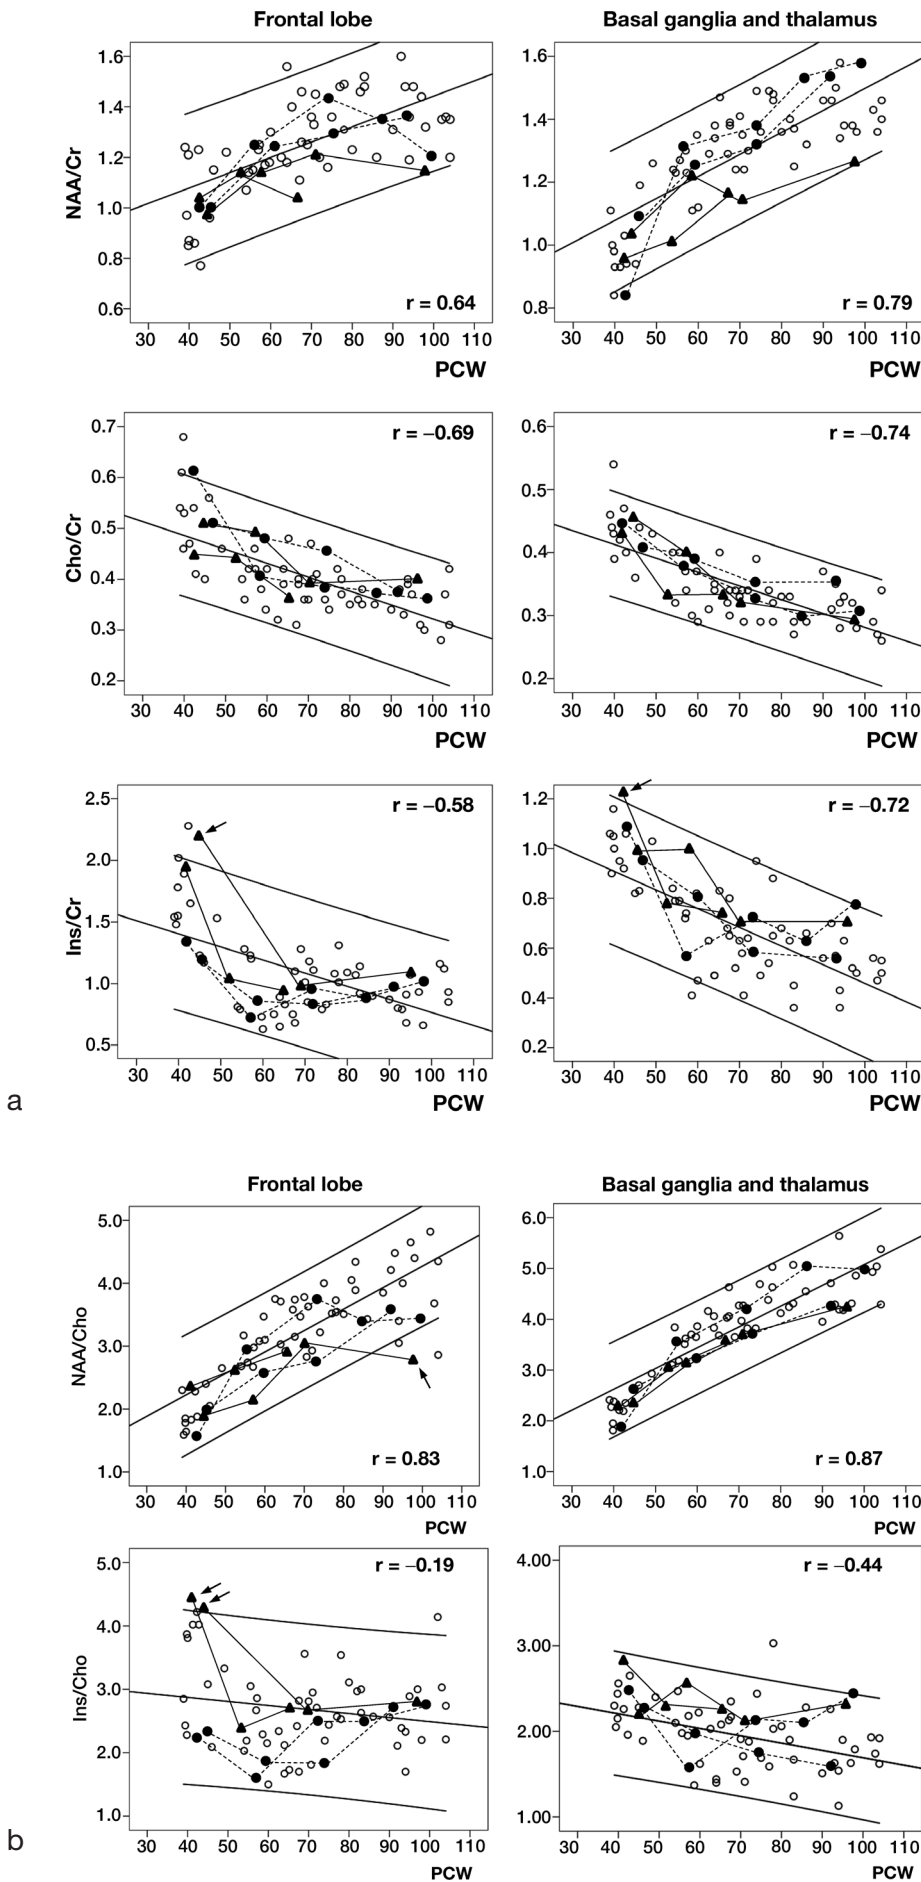 Frontal lobe
Basal ganglia and thalamus
NAA/Cr
1.6
1.4
1.2
1.0
0.8
0.6
r = 0.64
30 40 50 60 70 80 90 100 110
PCW
1.6
1.4
1.2
1.0
0.8
r = 0.79
30 40 50 60 70 80 90 100 110
PCW
Cho/Cr
0.7
0.6
0.5
0.4
0.3
0.2
r = −0.69
30 40 50 60 70 80 90 100 110
PCW
0.6
0.5
0.4
0.3
0.2
r = −0.74
30 40 50 60 70 80 90 100 110
PCW
Ins/Cr
2.5
2.0
1.5
1.0
0.5
r = −0.58
30 40 50 60 70 80 90 100 110
PCW
1.2
1.0
0.8
0.6
0.4
0.2
r = −0.72
30 40 50 60 70 80 90 100 110
PCW
a
Frontal lobe
Basal ganglia and thalamus
NAA/Cho
5.0
4.0
3.0
2.0
1.0
r = 0.83
30 40 50 60 70 80 90 100 110
PCW
6.0
5.0
4.0
3.0
2.0
1.0
r = 0.87
30 40 50 60 70 80 90 100 110
PCW
Ins/Cho
5.0
4.0
3.0
2.0
1.0
r = −0.19
30 40 50 60 70 80 90 100 110
PCW
4.00
3.00
2.00
1.00
r = −0.44
30 40 50 60 70 80 90 100 110
PCW
b